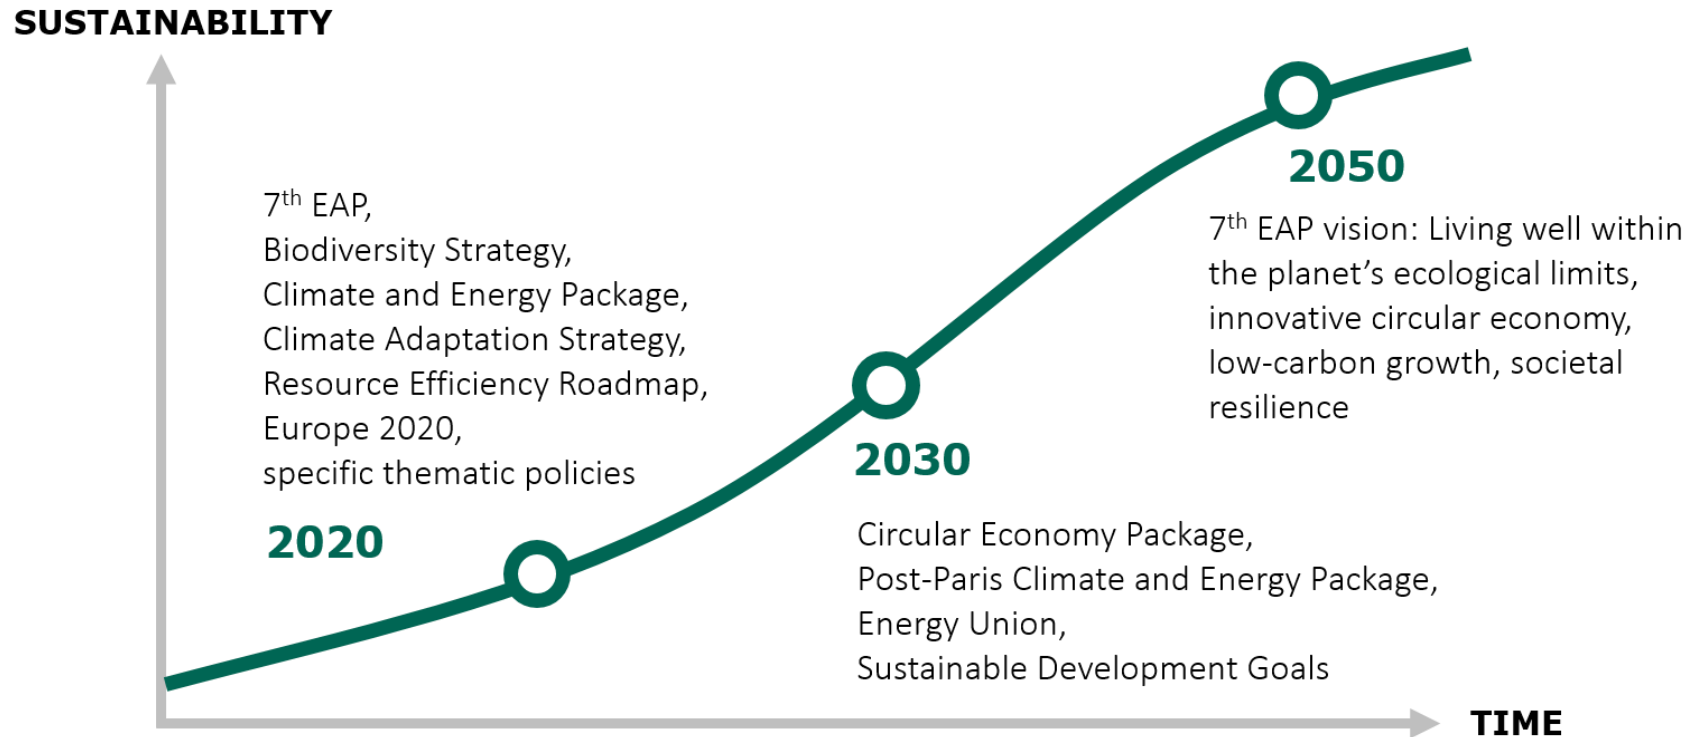 SUSTAINABILITY
7th EAP,
Biodiversity Strategy,
Climate and Energy Package,
Climate Adaptation Strategy,
Resource Efficiency Roadmap,
Europe 2020,
specific thematic policies
2020
2030
Circular Economy Package,
Post-Paris Climate and Energy Package,
Energy Union,
Sustainable Development Goals
2050
7th EAP vision: Living well within
the planet’s ecological limits,
innovative circular economy,
low-carbon growth, societal
resilience
TIME